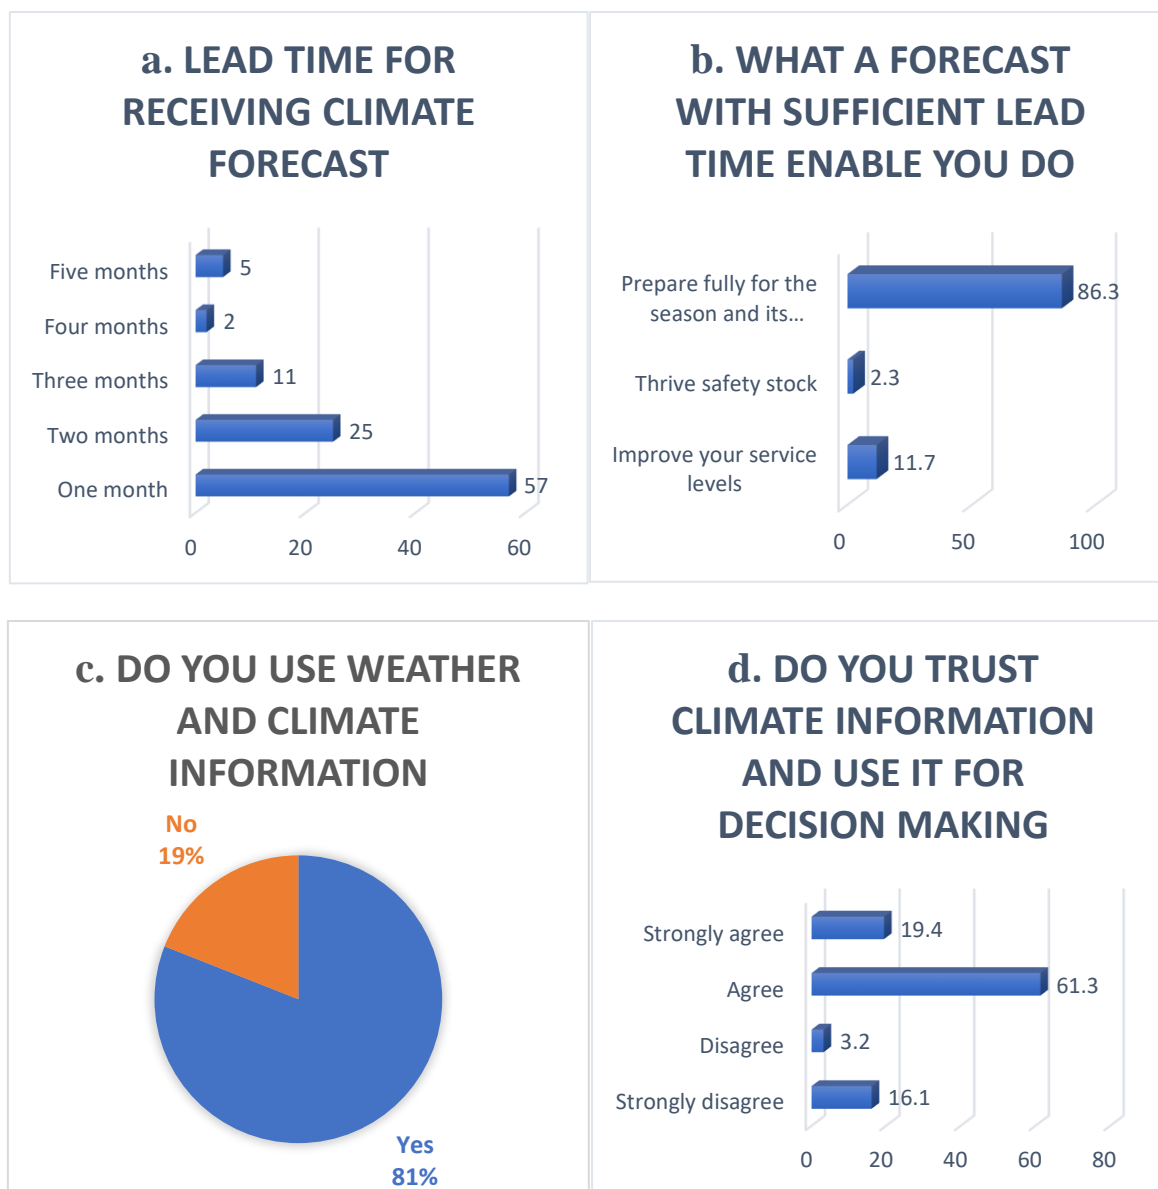 a. LEAD TIME FOR
RECEIVING CLIMATE
FORECAST
Five months
5
Four months
2
Three months
11
Two months
25
One month
57
0
20
40
60
b. WHAT A FORECAST
WITH SUFFICIENT LEAD
TIME ENABLE YOU DO
Prepare fully for the
season and its...
86.3
Thrive safety stock
2.3
Improve your service
levels
11.7
0
50
100
c. DO YOU USE WEATHER
AND CLIMATE
INFORMATION
No
19%
Yes
81%
d. DO YOU TRUST
CLIMATE INFORMATION
AND USE IT FOR
DECISION MAKING
Strongly agree
19.4
Agree
61.3
Disagree
3.2
Strongly disagree
16.1
0
20
40
60
80